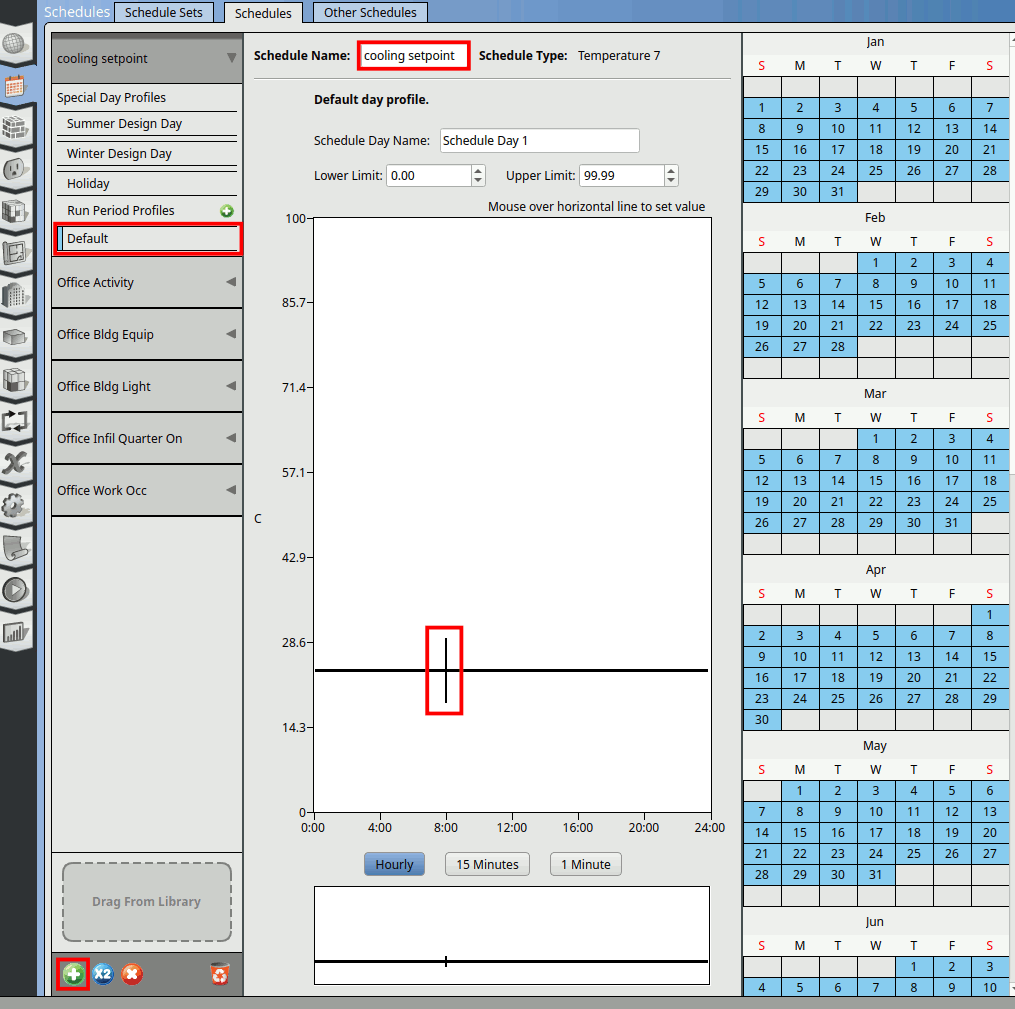 Schedules
Schedule Sets
Schedules
Other Schedules
cooling setpoint
Special Day Profiles
Summer Design Day
Winter Design Day
Holiday
Run Period Profiles
Default
Office Activity
Office Bldg Equip
Office Bldg Light
Office Infil Quarter On
Office Work Occ
Drag From Library
X2
Schedule Name: cooling setpoint Schedule Type: Temperature 7
Default day profile.
Schedule Day Name: Schedule Day 1
Lower Limit: 0.00 Upper Limit: 99.99
Mouse over horizontal line to set value
100
85.7
71.4
57.1
C
42.9
28.6
14.3
0
0:00 4:00 8:00 12:00 16:00 20:00 24:00
Hourly 15 Minutes 1 Minute
Jan
S M T W T F S
1 2 3 4 5 6 7
8 9 10 11 12 13 14
15 16 17 18 19 20 21
22 23 24 25 26 27 28
29 30 31
Feb
S M T W T F S
1 2 3 4
5 6 7 8 9 10 11
12 13 14 15 16 17 18
19 20 21 22 23 24 25
26 27 28
Mar
S M T W T F S
1 2 3 4
5 6 7 8 9 10 11
12 13 14 15 16 17 18
19 20 21 22 23 24 25
26 27 28 29 30 31
Apr
S M T W T F S
1
2 3 4 5 6 7 8
9 10 11 12 13 14 15
16 17 18 19 20 21 22
23 24 25 26 27 28 29
30
May
S M T W T F S
1 2 3 4 5 6
7 8 9 10 11 12 13
14 15 16 17 18 19 20
21 22 23 24 25 26 27
28 29 30 31
Jun
S M T W T F S
1 2 3
4 5 6 7 8 9 10